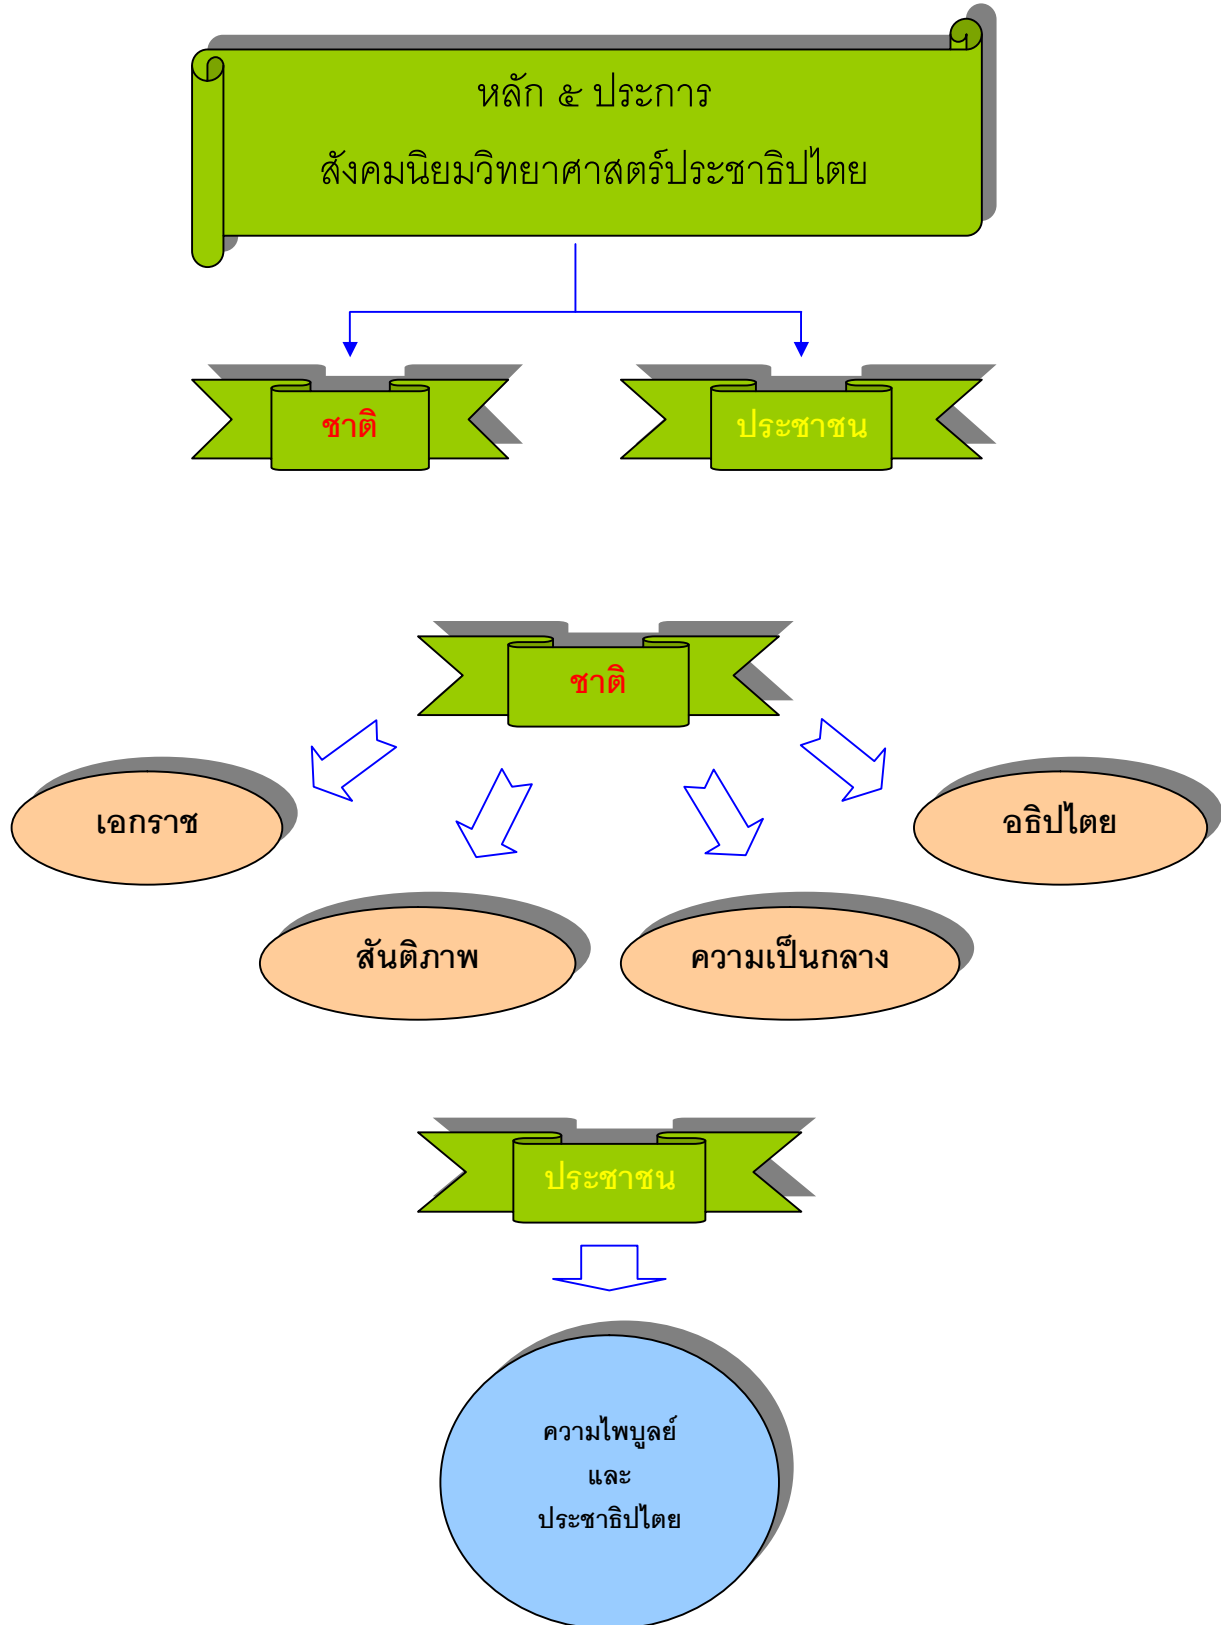 หลัก ๕ ประการ
สังคมนิยมวิทยาศาสตร์ประชาธิปไตย
ชาติ
ประชาชน
ชาติ
เอกราช
อธิปไตย
สันติภาพ
ความเป็นกลาง
ประชาชน
ความไพบูลย์
และ
ประชาธิปไตย